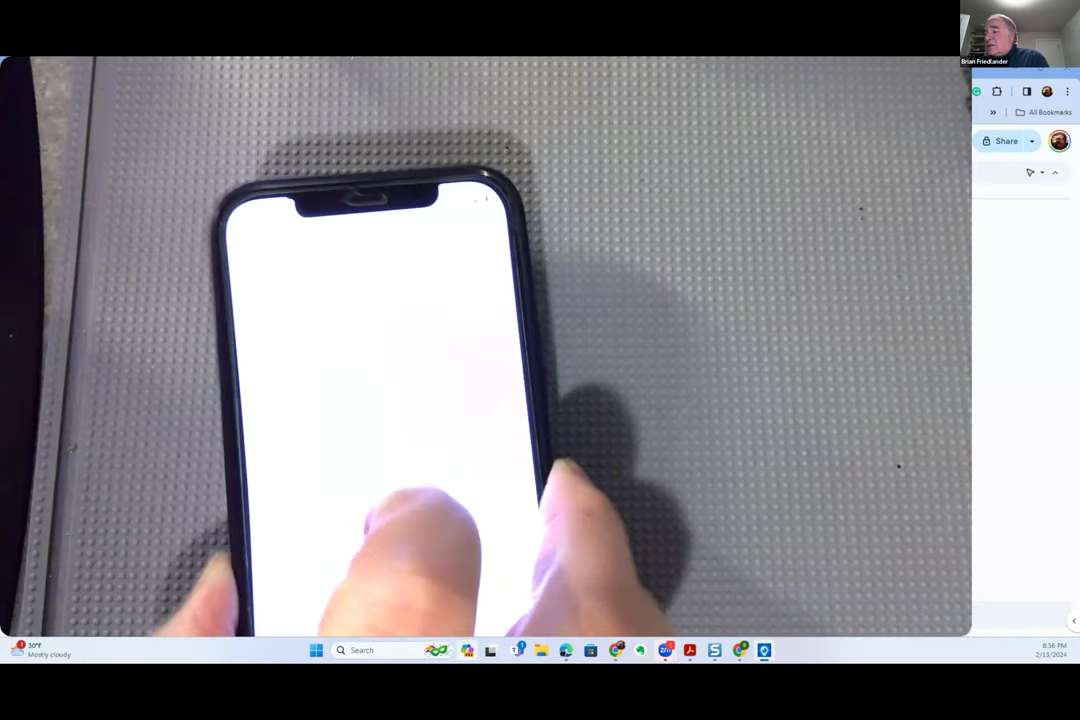 Brian Friedlander
All Bookmarks
Share
30°F
Mostly cloudy
Search
8:36 PM
2/13/2024